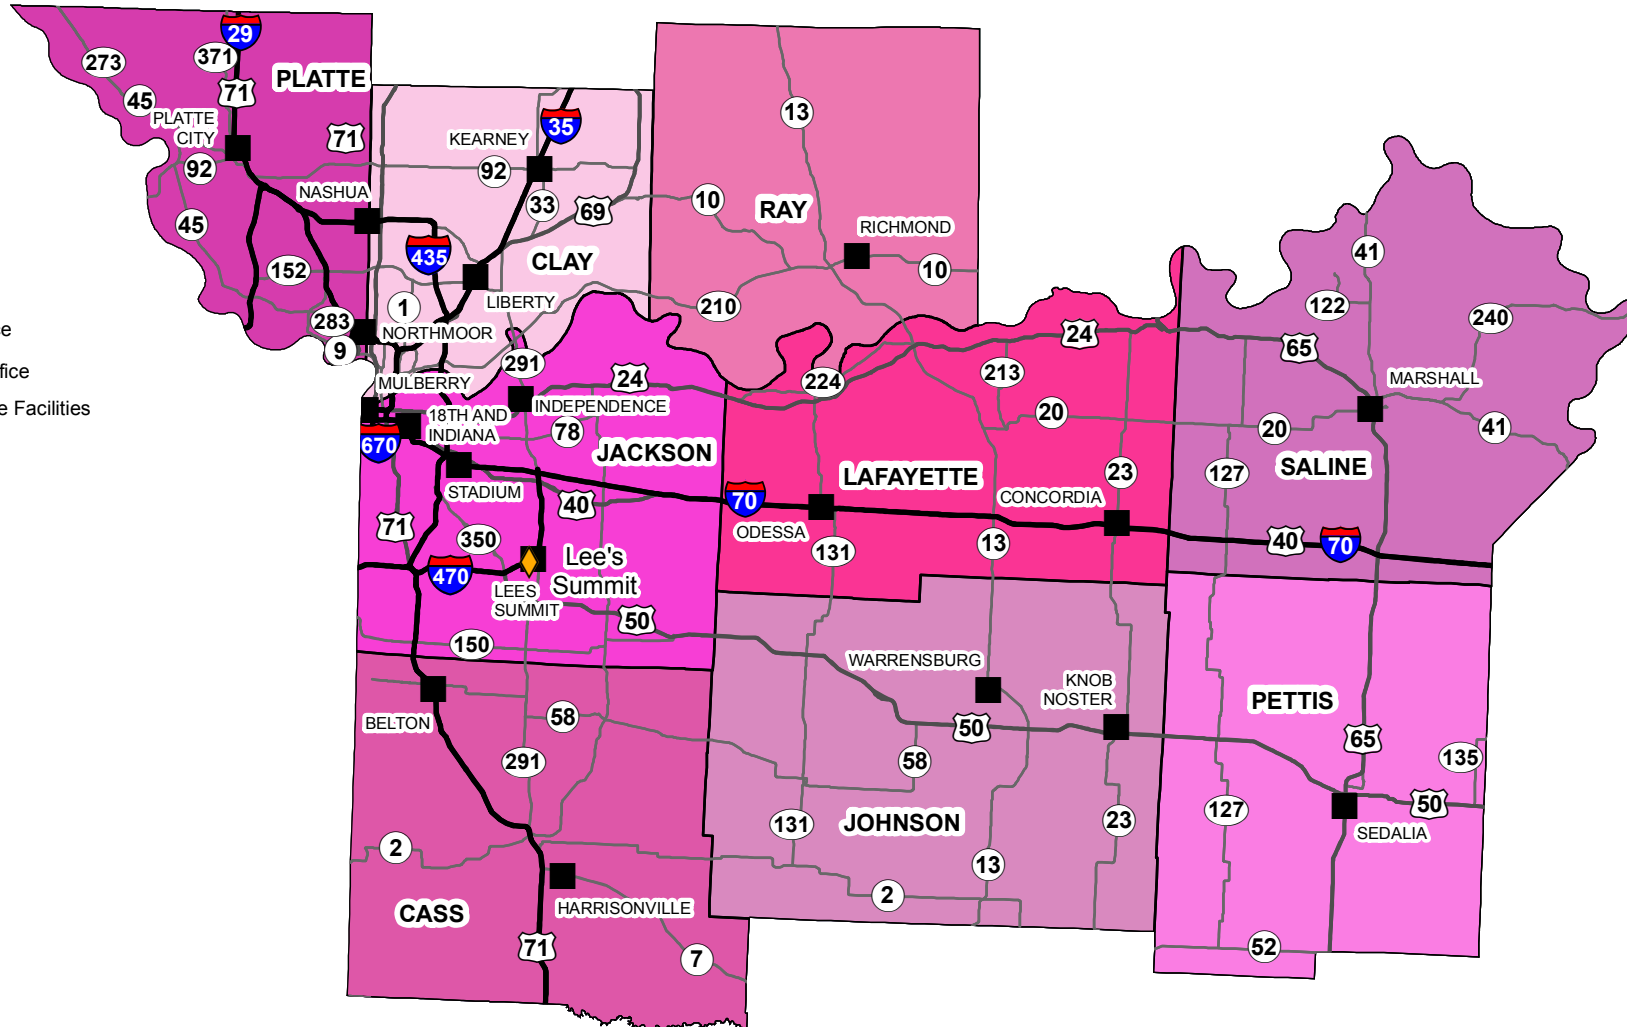 29
371
273
PLATTE
71
45
PLATTE
CITY
71
92
NASHUA
45
152
283
9
KEARNEY
35
92
33
69
435
CLAY
1
LIBERTY
NORTHMOOR
291
13
10
RAY
RICHMOND
10
210
ce
fice
e Facilities
MULBERRY
24
18TH AND
INDIANA
INDEPENDENCE
78
670
JACKSON
STADIUM
40
70
71
350
470
Lee's
Summit
LEES
SUMMIT
50
150
24
224
213
20
LAFAYETTE
CONCORDIA
23
ODESSA
131
13
41
122
240
65
MARSHALL
20
41
127
SALINE
40
70
BELTON
58
291
2
CASS
HARRISONVILLE
71
7
WARRENSBURG
KNOB
NOSTER
50
58
131
JOHNSON
23
13
2
PETTIS
65
135
127
50
SEDALIA
52